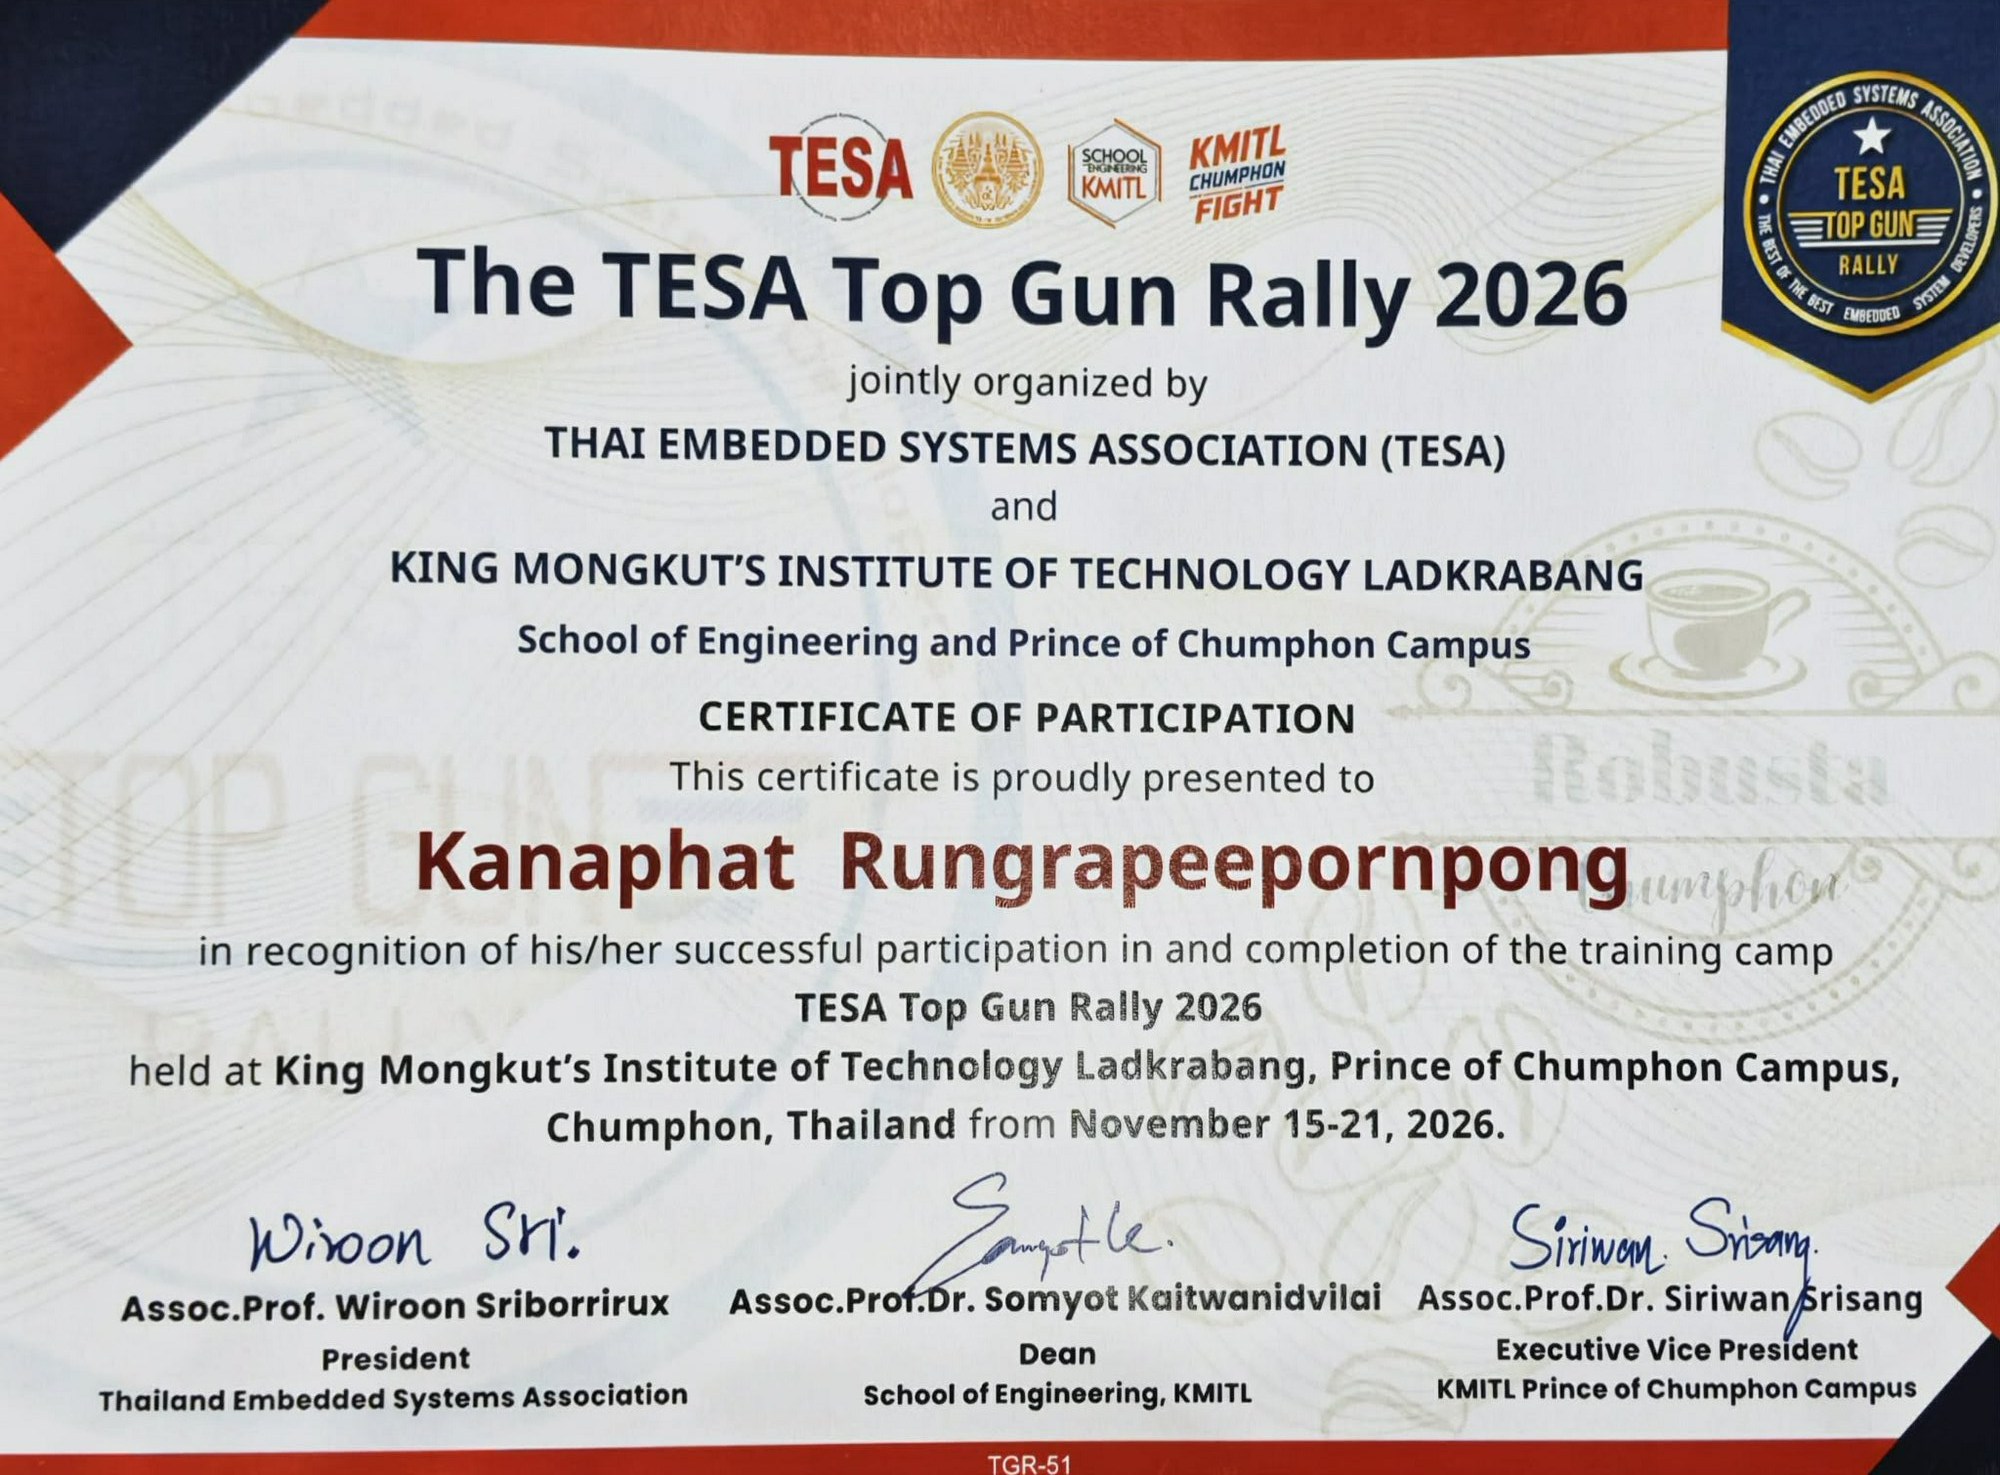 TESA
SCHOOL
OF ENGINEERING
KMITL
KMITL
CHUMPHON
FIGHT
THAI EMBEDDED SYSTEMS ASSOCIATION
TESA
TOP GUN
RALLY
THE BEST OF THE BEST EMBEDDED SYSTEM DEVELOPERS
The TESA Top Gun Rally 2026
jointly organized by
THAI EMBEDDED SYSTEMS ASSOCIATION (TESA)
and
KING MONGKUT'S INSTITUTE OF TECHNOLOGY LADKRABANG
School of Engineering and Prince of Chumphon Campus
CERTIFICATE OF PARTICIPATION
This certificate is proudly presented to
Robusta
Kanaphat Rungrapeepornpong
Chumphon
in recognition of his/her successful participation in and completion of the training camp
TESA Top Gun Rally 2026
held at King Mongkut's Institute of Technology Ladkrabang, Prince of Chumphon Campus,
Chumphon, Thailand from November 15-21, 2026.
TOP GUN
RALLY
Wiroon Sri.
Siriwan Srisang.
Assoc.Prof. Wiroon Sriborrirux
President
Thailand Embedded Systems Association
Assoc.Prof.Dr. Somyot Kaitwanidvilai
Dean
School of Engineering, KMITL
Assoc.Prof.Dr. Siriwan Srisang
Executive Vice President
KMITL Prince of Chumphon Campus
TGR-51